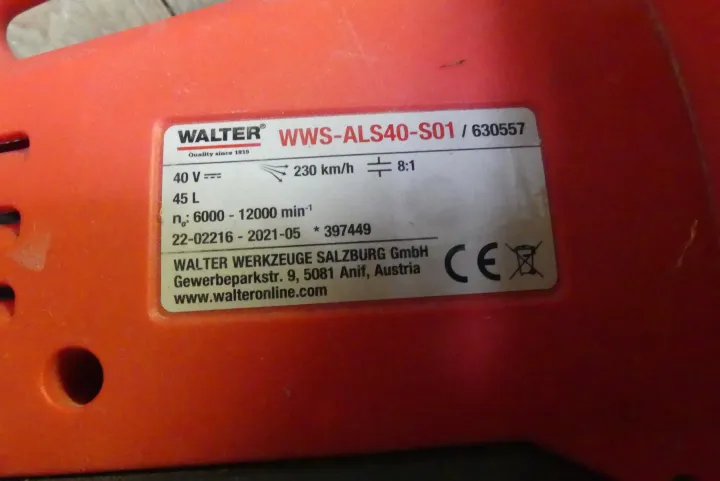 WALTER® WWS-ALS40-S01 / 630557
Quality since 1919
40 V 230 km/h 8:1
45 L
n₀: 6000 - 12000 min⁻¹
22-02216 - 2021-05 * 397449
WALTER WERKZEUGE SALZBURG GmbH
Gewerbeparkstr. 9, 5081 Anif, Austria
www.walteronline.com
CE